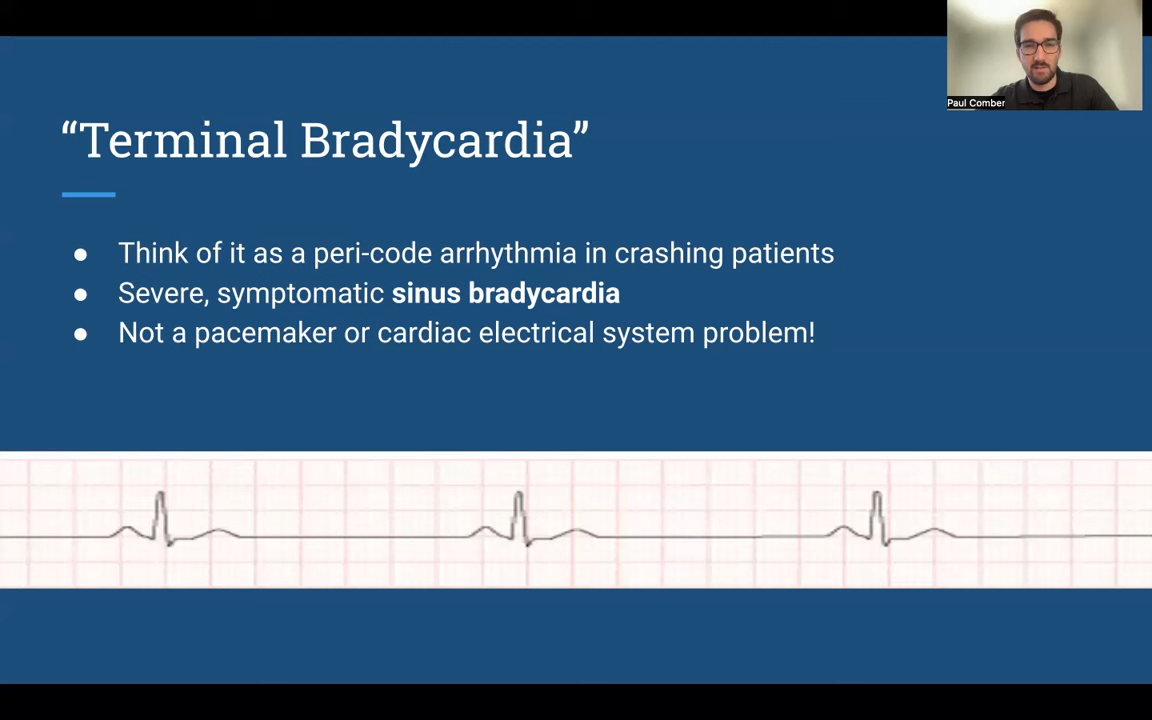 Paul Comber
“Terminal Bradycardia”
● Think of it as a peri-code arrhythmia in crashing patients
● Severe, symptomatic sinus bradycardia
● Not a pacemaker or cardiac electrical system problem!